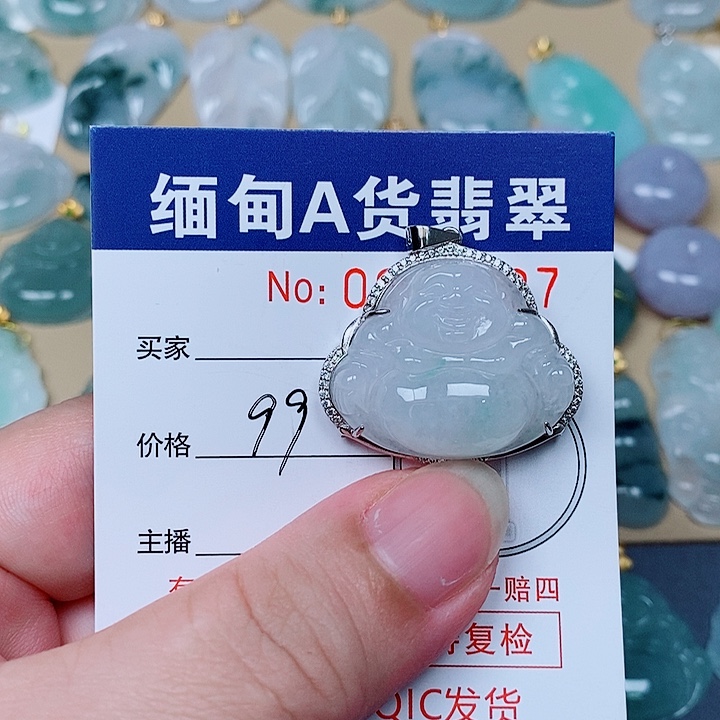 缅甸A货翡翠
No: 0 7
买家
价格 99
主播
一赔四
复检
QIC发货